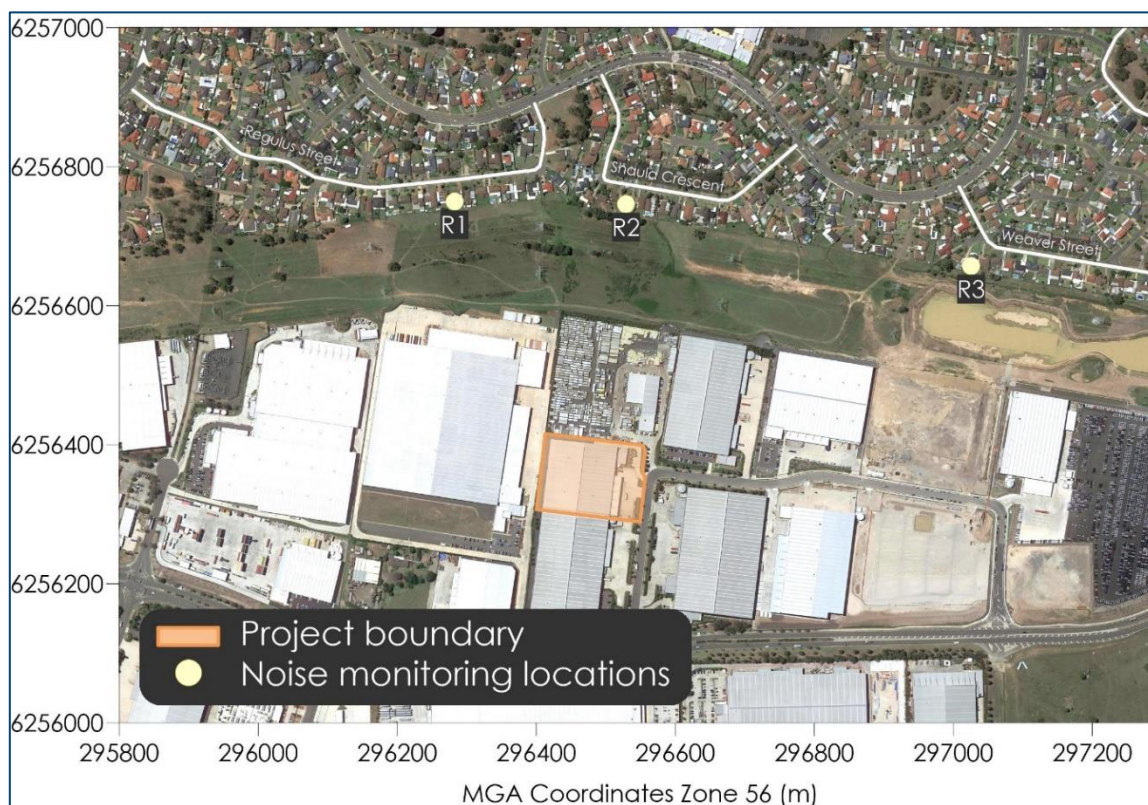 6257000
6256800
6256600
6256400
6256200
6256000
295800
296000
296200
296400
296600
296800
297000
297200
MGA Coordinates Zone 56 (m)
Regulus Street
Shauld Crescent
Weaver Street
R1
R2
R3
Project boundary
Noise monitoring locations